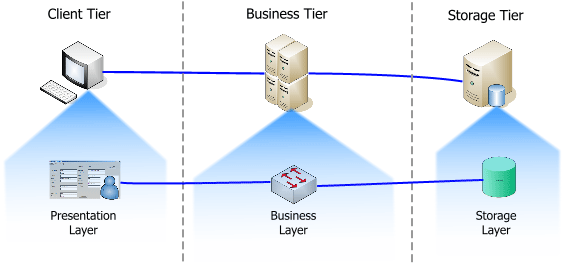 Client Tier
Business Tier
Storage Tier
Presentation
Layer
Business
Layer
Storage
Layer